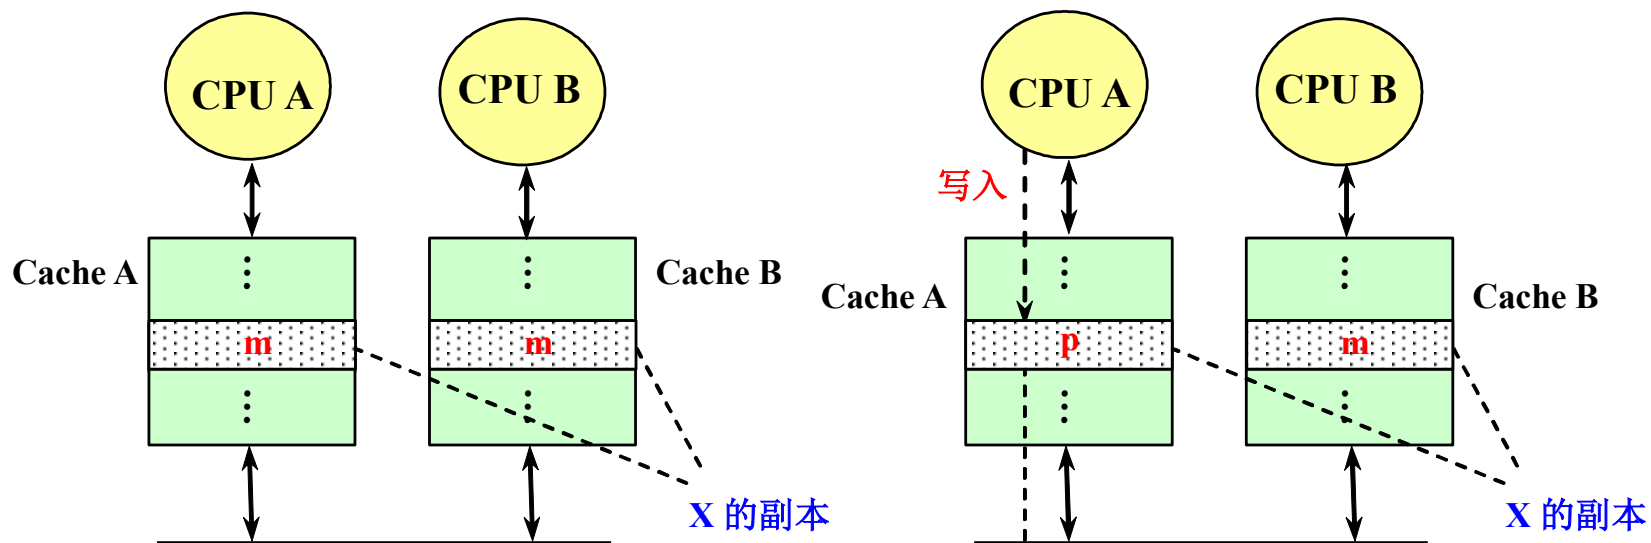 CPU A
CPU B
Cache A
Cache B
m
m
X 的副本
CPU A
CPU B
写入
Cache A
Cache B
p
m
X 的副本